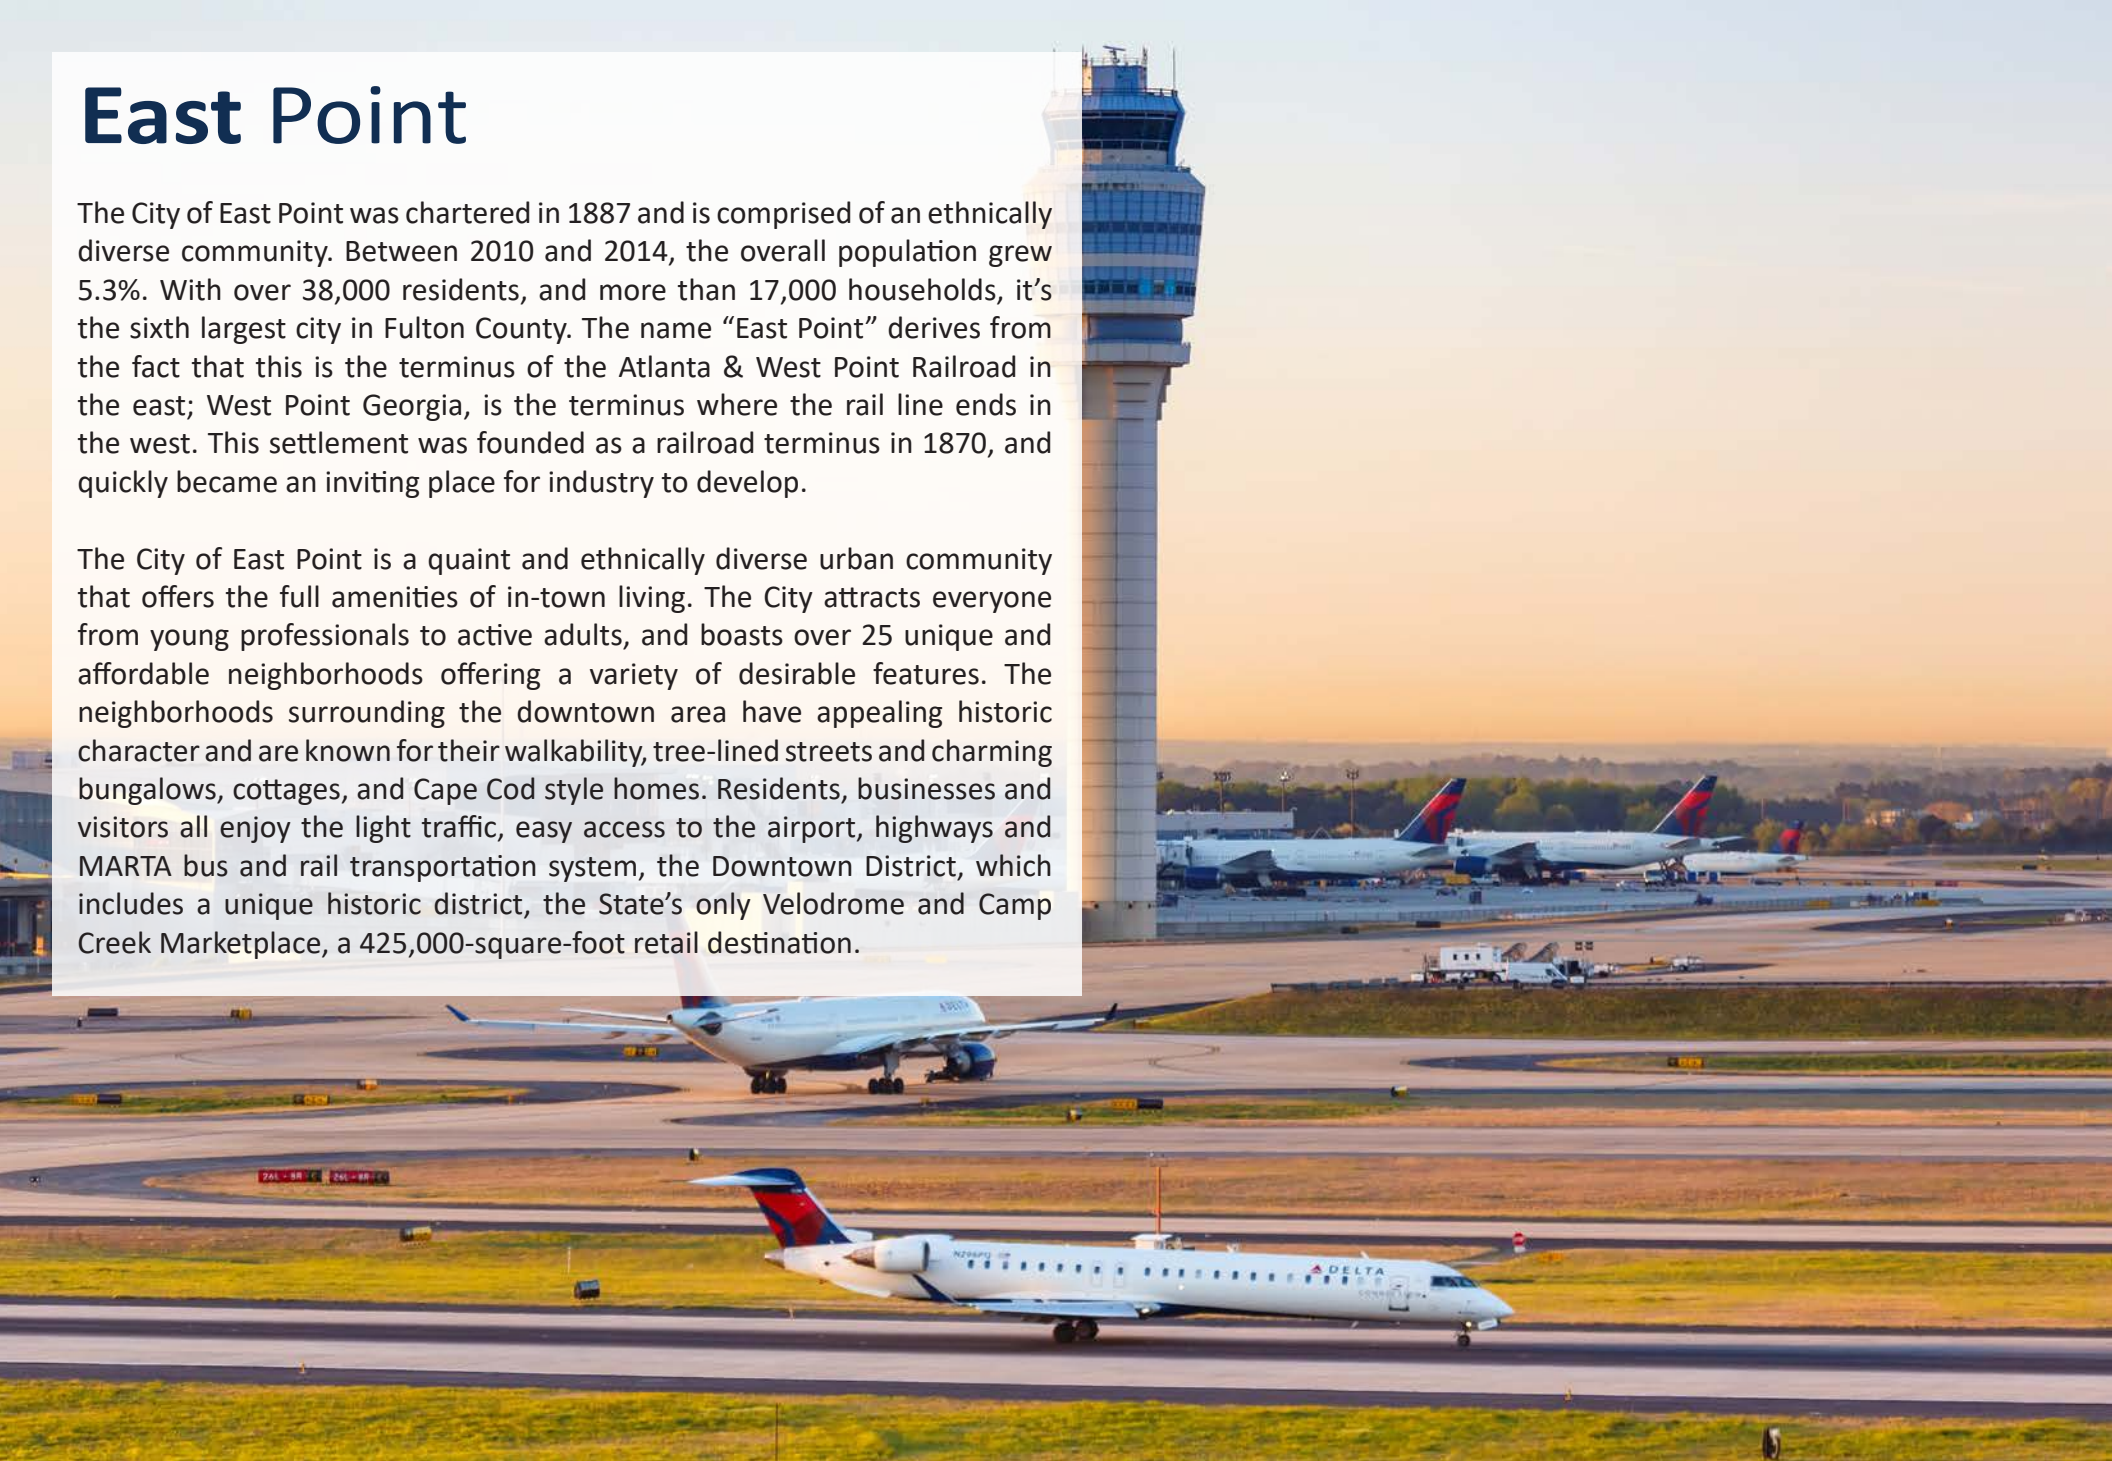 East Point
The City of East Point was chartered in 1887 and is comprised of an ethnically
diverse community. Between 2010 and 2014, the overall population grew
5.3%. With over 38,000 residents, and more than 17,000 households, it’s
the sixth largest city in Fulton County. The name “East Point” derives from
the fact that this is the terminus of the Atlanta & West Point Railroad in
the east; West Point Georgia, is the terminus where the rail line ends in
the west. This settlement was founded as a railroad terminus in 1870, and
quickly became an inviting place for industry to develop.
The City of East Point is a quaint and ethnically diverse urban community
that offers the full amenities of in-town living. The City attracts everyone
from young professionals to active adults, and boasts over 25 unique and
affordable neighborhoods offering a variety of desirable features. The
neighborhoods surrounding the downtown area have appealing historic
character and are known for their walkability, tree-lined streets and charming
bungalows, cottages, and Cape Cod style homes. Residents, businesses and
visitors all enjoy the light traffic, easy access to the airport, highways and
MARTA bus and rail transportation system, the Downtown District, which
includes a unique historic district, the State’s only Velodrome and Camp
Creek Marketplace, a 425,000-square-foot retail destination.
DELTA
26L - 8R 26L - 8R
DELTA